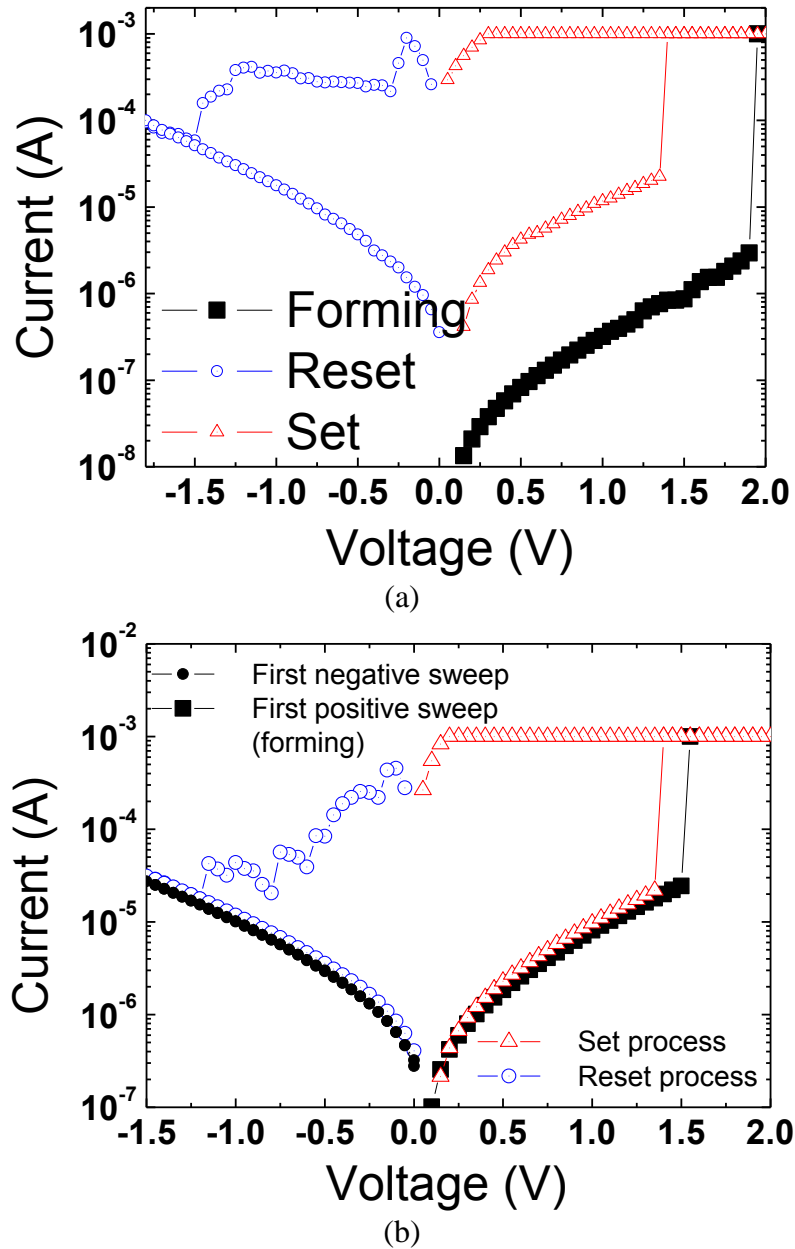 10⁻³
10⁻⁴
10⁻⁵
10⁻⁶
10⁻⁷
10⁻⁸
Current (A)
Forming
Reset
Set
-1.5 -1.0 -0.5 0.0 0.5 1.0 1.5 2.0
Voltage (V)
(a)
10⁻²
10⁻³
10⁻⁴
10⁻⁵
10⁻⁶
10⁻⁷
Current (A)
First negative sweep
First positive sweep
(forming)
Set process
Reset process
-1.5 -1.0 -0.5 0.0 0.5 1.0 1.5 2.0
Voltage (V)
(b)